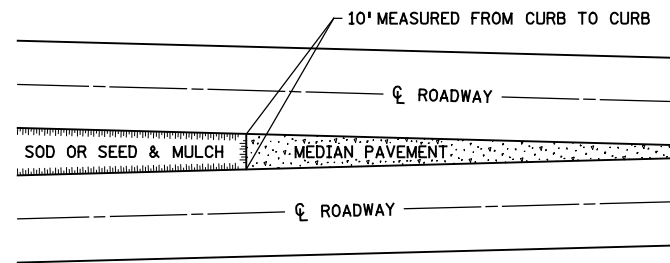 10' MEASURED FROM CURB TO CURB
℄ ROADWAY
SOD OR SEED & MULCH
MEDIAN PAVEMENT
℄ ROADWAY